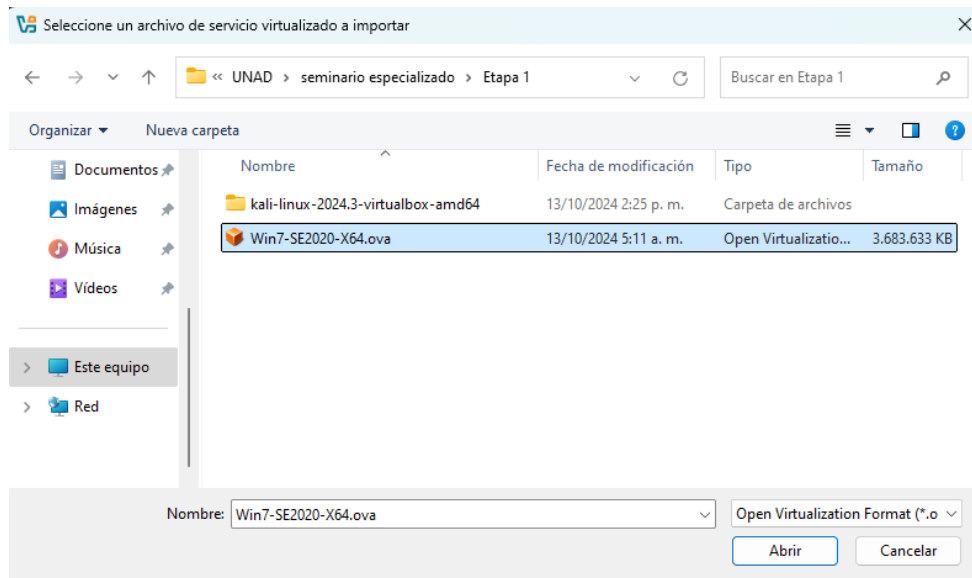 Seleccione un archivo de servicio virtualizado a importar
« UNAD > seminario especializado > Etapa 1
Buscar en Etapa 1
Organizar
Nueva carpeta
Documentos
Imágenes
Música
Vídeos
Este equipo
Red
Nombre Fecha de modificación Tipo Tamaño
kali-linux-2024.3-virtualbox-amd64 13/10/2024 2:25 p. m. Carpeta de archivos
Win7-SE2020-X64.ova 13/10/2024 5:11 a. m. Open Virtualizatio... 3.683.633 KB
Nombre: Win7-SE2020-X64.ova
Open Virtualization Format (*.o
Abrir
Cancelar